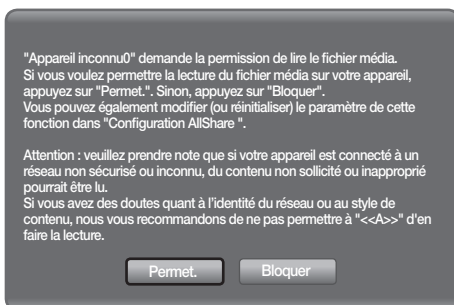 "Appareil inconnu0" demande la permission de lire le fichier média.
Si vous voulez permettre la lecture du fichier média sur votre appareil,
appuyez sur "Permet.". Sinon, appuyez sur "Bloquer".
Vous pouvez également modifier (ou réinitialiser) le paramètre de cette
fonction dans "Configuration AllShare ".
Attention : veuillez prendre note que si votre appareil est connecté à un
réseau non sécurisé ou inconnu, du contenu non sollicité ou inapproprié
pourrait être lu.
Si vous avez des doutes quant à l'identité du réseau ou au style de
contenu, nous vous recommandons de ne pas permettre à "<<A>>" d'en
faire la lecture.
Permet.
Bloquer